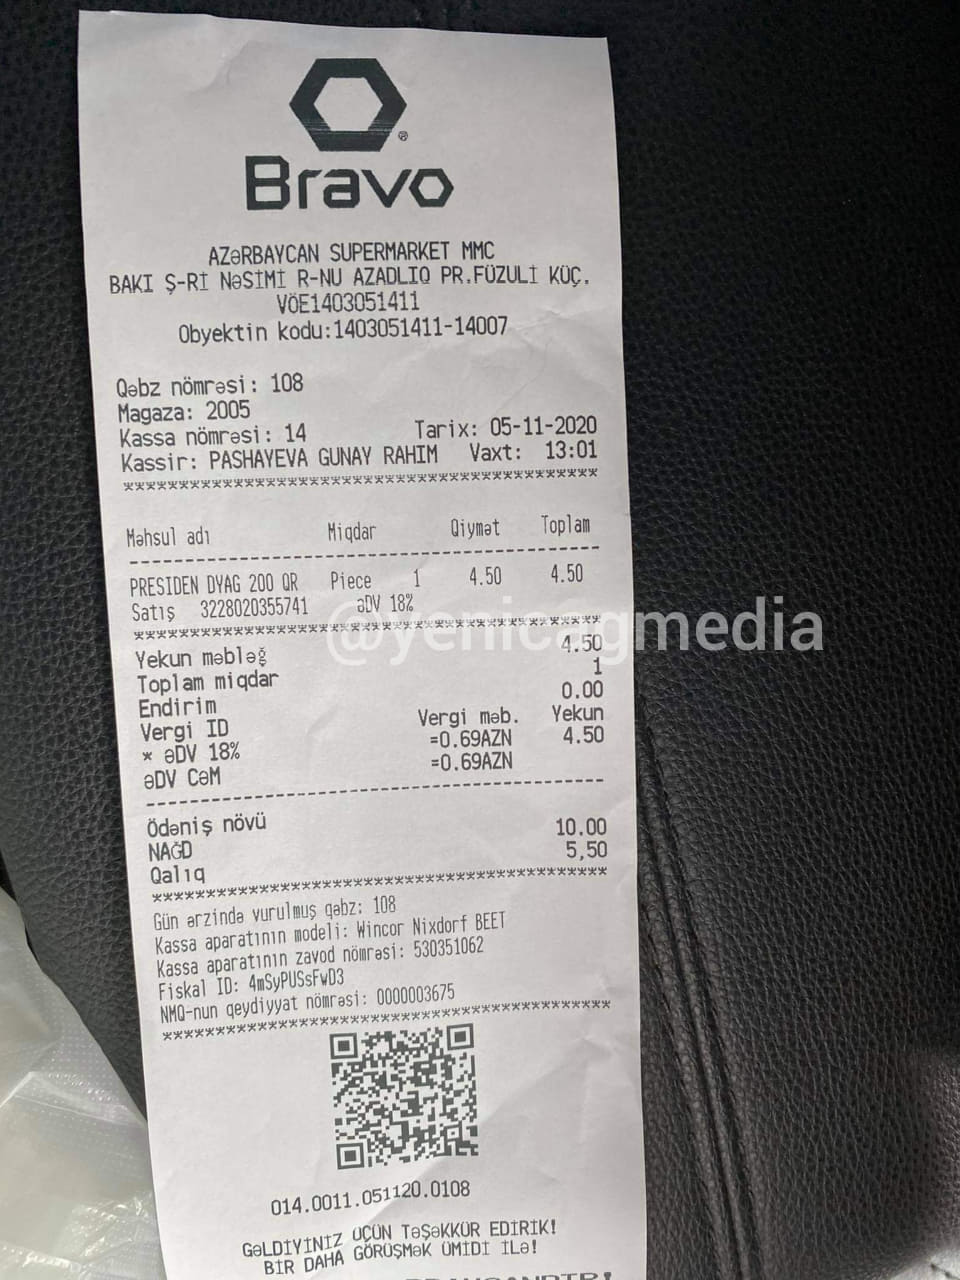 ®
Bravo
AZƏRBAYCAN SUPERMARKET MMC
BAKI Ş-Rİ NƏSİMİ R-NU AZADLIQ PR.FÜZULİ KÜÇ.
VÖE1403051411
Obyektin kodu:1403051411-14007
Qəbz nömrəsi: 108
Magaza: 2005
Kassa nömrəsi: 14 Tarix: 05-11-2020
Kassir: PASHAYEVA GUNAY RAHIM Vaxt: 13:01
Məhsul adı Miqdar Qiymət Toplam
PRESIDEN DYAG 200 QR Piece 1 4.50 4.50
Satış 3228020355741 ƏDV 18%
@yenicagmedia
Yekun məbləğ 4.50
Toplam miqdar 1
Endirim 0.00
Vergi ID Vergi məb. Yekun
* ƏDV 18% =0.69AZN 4.50
ƏDV CƏM =0.69AZN
Ödəniş növü
NAĞD 10.00
Qalıq 5,50
Gün ərzində vurulmuş qəbz: 108
Kassa aparatının modeli: Wincor Nixdorf BEET
Kassa aparatının zavod nömrəsi: 530351062
Fiskal ID: 4mSyPUSsFwD3
NMQ-nun qeydiyyat nömrəsi: 0000003675
014.0011.051120.0108
GəLDİYİNİZ ÜÇÜN TəŞəKKÜR EDİRİK!
BİR DAHA GÖRÜŞMəK ÜMİDİ İLə!